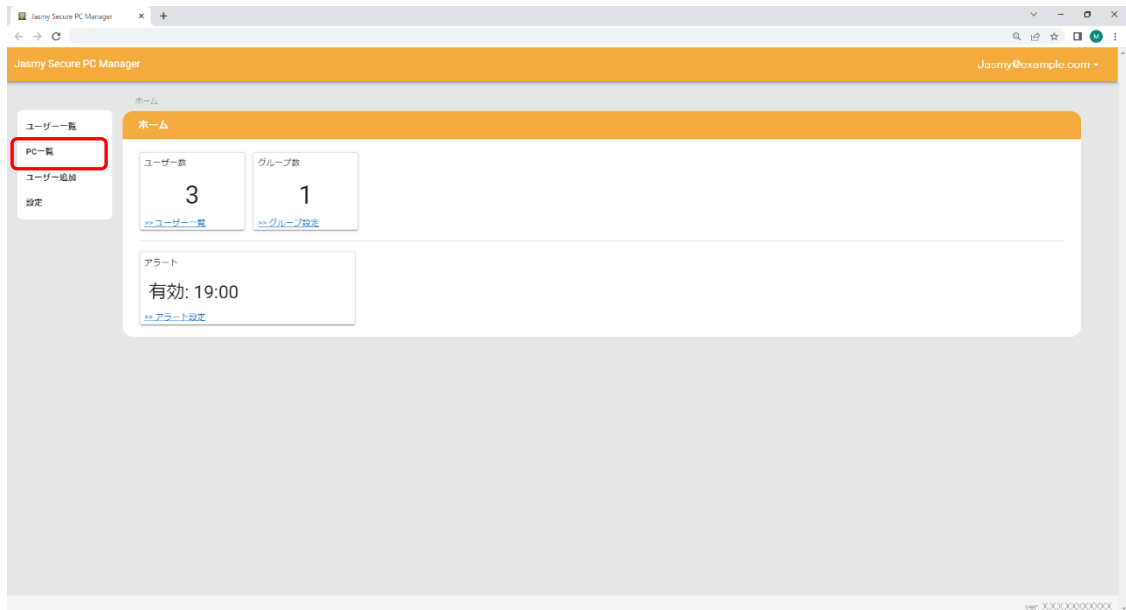 Jasmy Secure PC Manager
Jasmy Secure PC Manager
Jasmy@example.com
ホーム
ユーザー一覧
PC一覧
ユーザー追加
設定
ホーム
ユーザー数
3
>> ユーザー一覧
グループ数
1
>> グループ設定
アラート
有効: 19:00
>> アラート設定
M